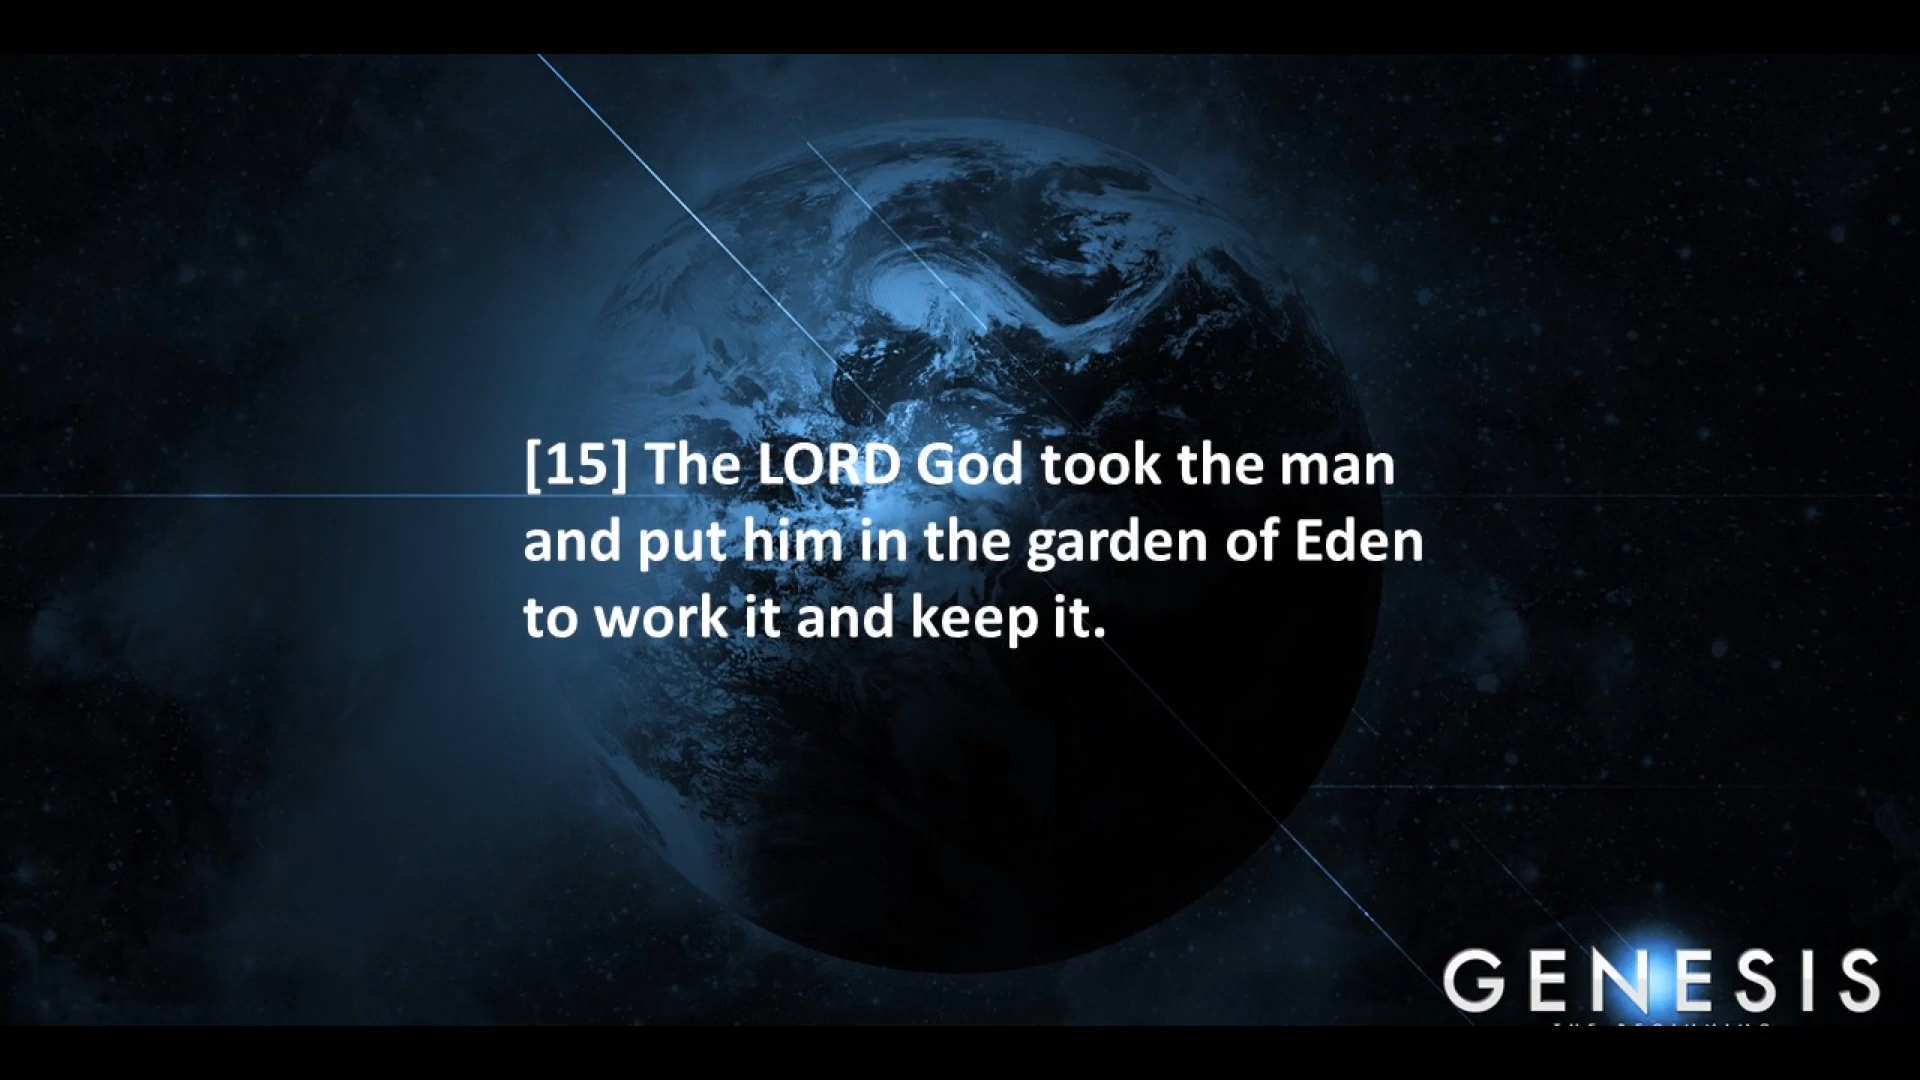 [15] The LORD God took the man
and put him in the garden of Eden
to work it and keep it.
GENESIS